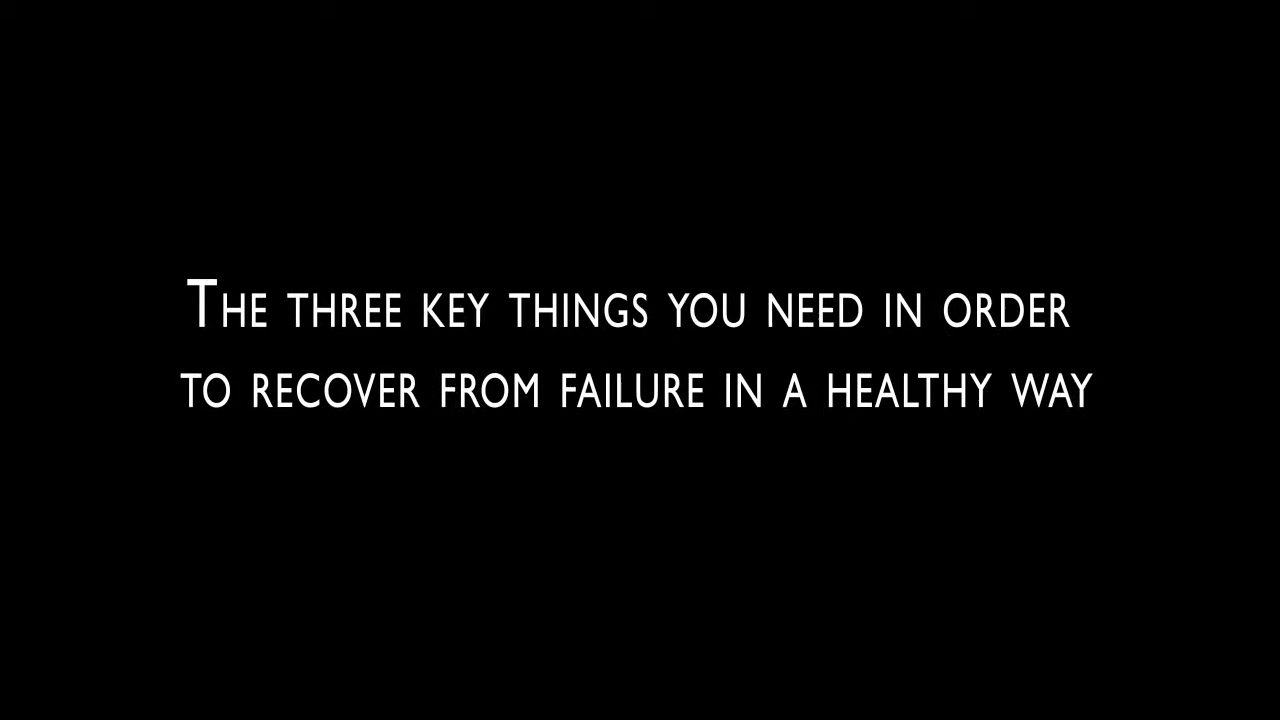 The three key things you need in order
to recover from failure in a healthy way